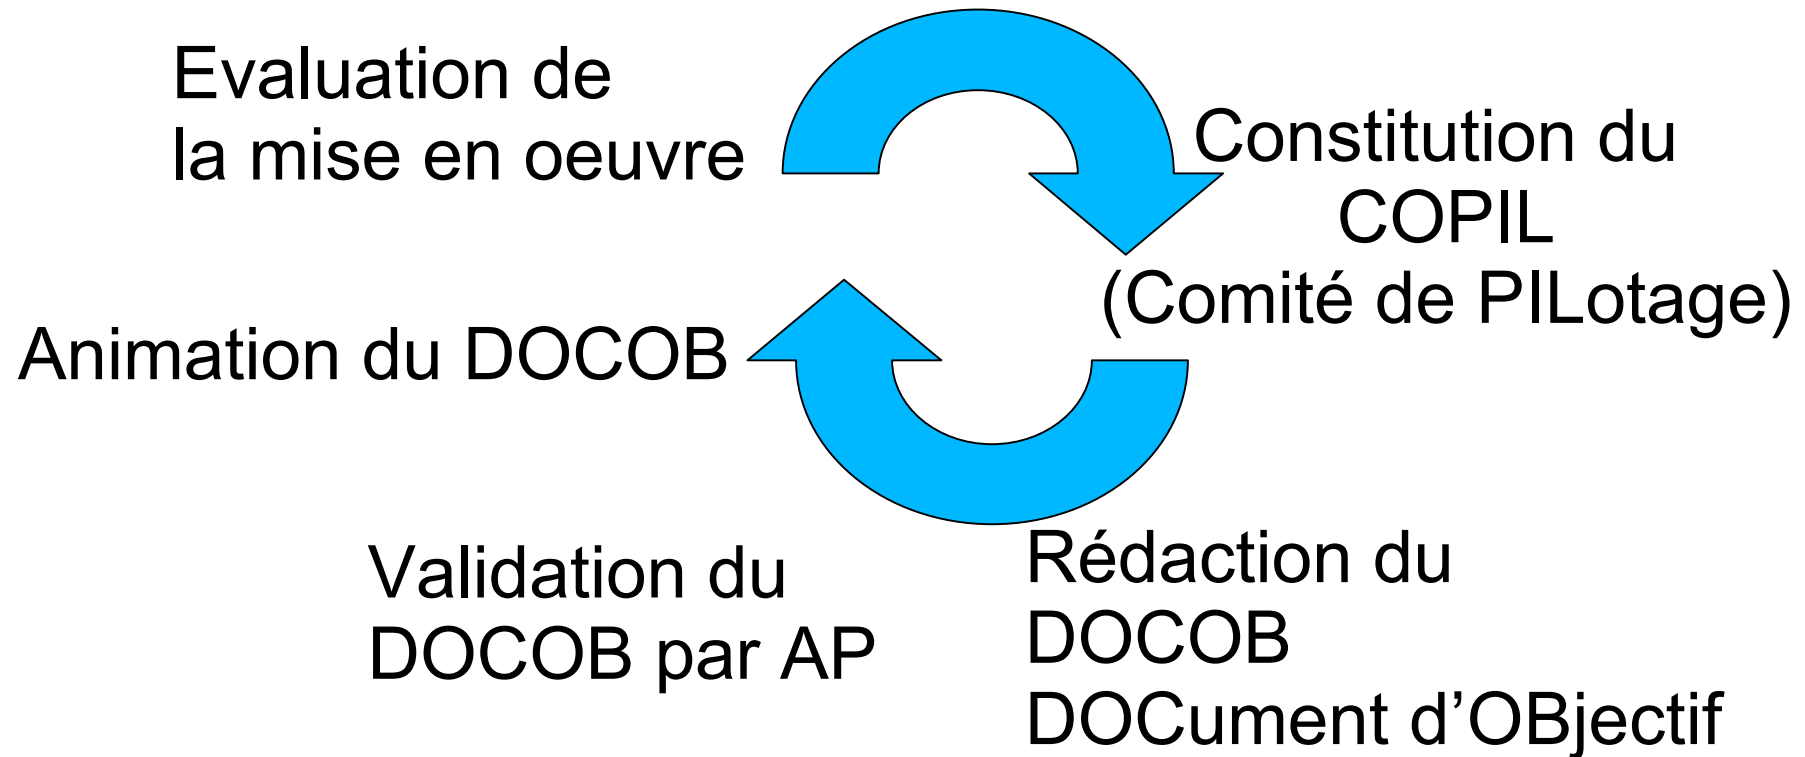 Evaluation de
la mise en oeuvre
Constitution du
COPIL
(Comité de PILotage)
Animation du DOCOB
Validation du
DOCOB par AP
Rédaction du
DOCOB
DOCument d’OBjectif